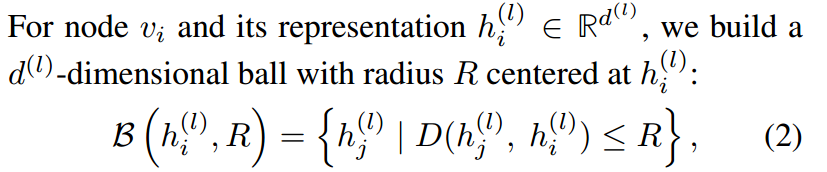 For node $v_i$ and its representation $h_i^{(l)} \in \mathbb{R}^{d^{(l)}}$, we build a
$d^{(l)}$-dimensional ball with radius $R$ centered at $h_i^{(l)}$:
$\mathcal{B}\left(h_i^{(l)}, R\right) = \left\{h_j^{(l)} \mid D(h_j^{(l)}, h_i^{(l)}) \leq R\right\},$ (2)